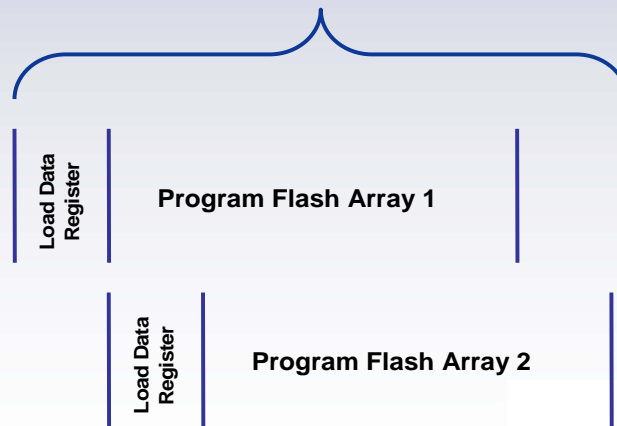 Load Data
Register
Program Flash Array 1
Load Data
Register
Program Flash Array 2